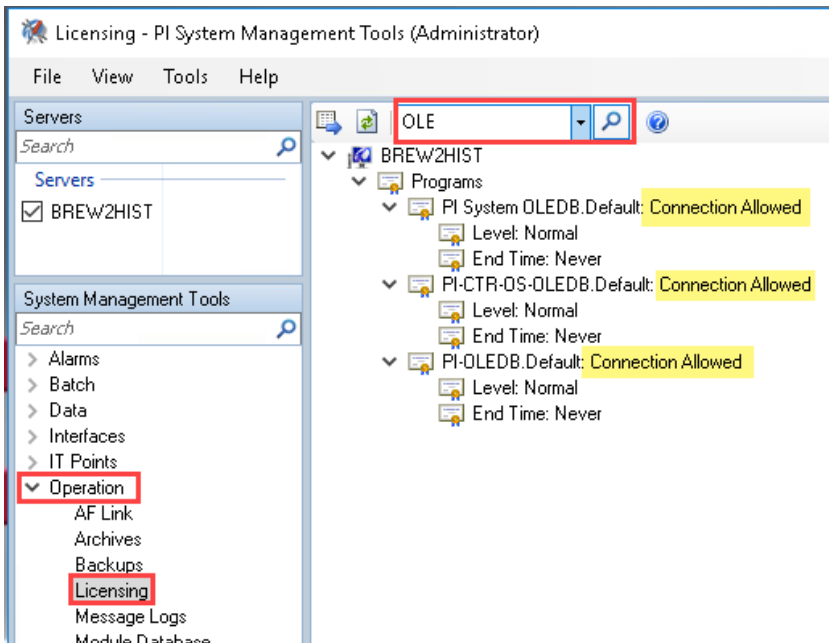 Licensing - PI System Management Tools (Administrator)
File View Tools Help
Servers
Search
Servers
BREW2HIST
System Management Tools
Search
Alarms
Batch
Data
Interfaces
IT Points
Operation
AF Link
Archives
Backups
Licensing
Message Logs
Module Database
OLE
BREW2HIST
Programs
PI System OLEDB.Default: Connection Allowed
Level: Normal
End Time: Never
PI-CTR-OS-OLEDB.Default: Connection Allowed
Level: Normal
End Time: Never
PI-OLEDB.Default: Connection Allowed
Level: Normal
End Time: Never